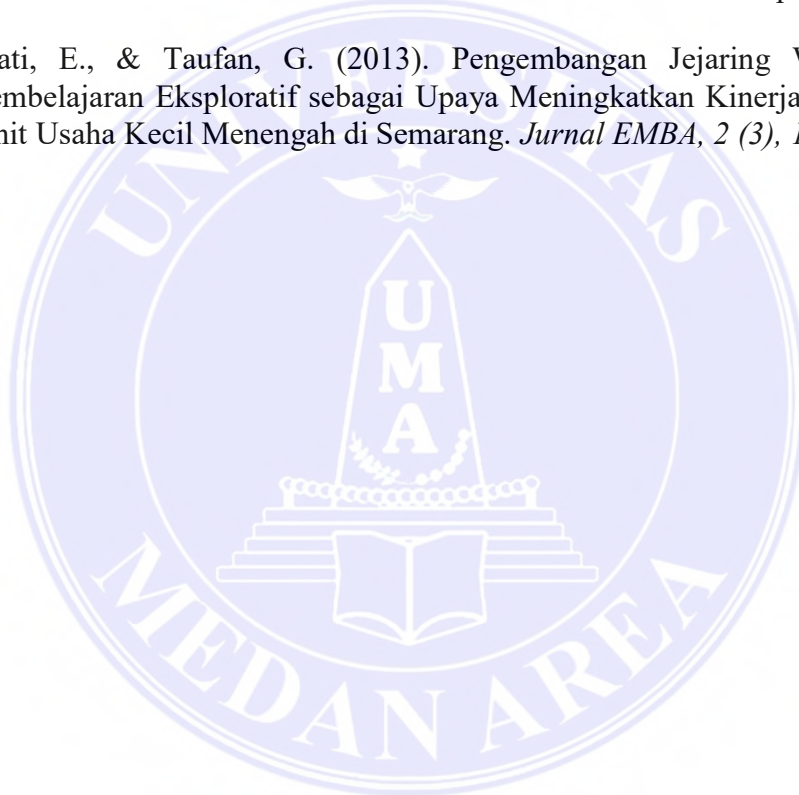 ati, E., & Taufan, G. (2013). Pengembangan Jejaring
embelajaran Eksploratif sebagai Upaya Meningkatkan Kinerja
nit Usaha Kecil Menengah di Semarang. Jurnal EMBA, 2 (3),
UNIVERSITAS
UMA
MEDAN AREA